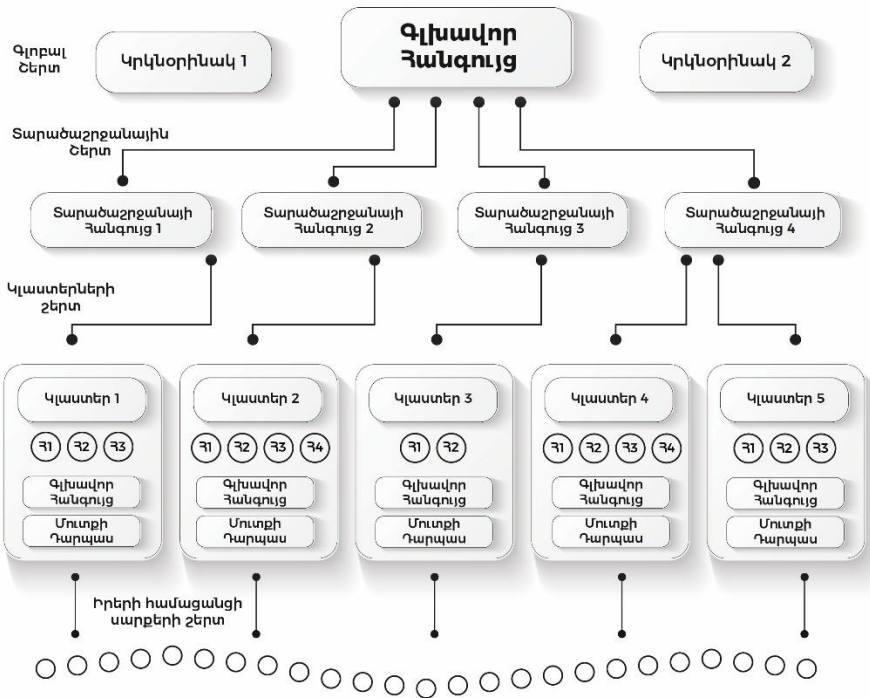 Գլոբալ
Շերտ
Կրկնօրինակ 1
Գլխավոր
Հանգույց
Կրկնօրինակ 2
Տարածաշրջանային
Շերտ
Տարածաշրջանայի
Հանգույց 1
Տարածաշրջանայի
Հանգույց 2
Տարածաշրջանայի
Հանգույց 3
Տարածաշրջանայի
Հանգույց 4
Կլաստերների
շերտ
Կլաստեր 1
Հ1 Հ2 Հ3
Գլխավոր
Հանգույց
Մուտքի
Դարպաս
Կլաստեր 2
Հ1 Հ2 Հ3 Հ4
Գլխավոր
Հանգույց
Մուտքի
Դարպաս
Կլաստեր 3
Հ1 Հ2
Գլխավոր
Հանգույց
Մուտքի
Դարպաս
Կլաստեր 4
Հ1 Հ2 Հ3 Հ4
Գլխավոր
Հանգույց
Մուտքի
Դարպաս
Կլաստեր 5
Հ1 Հ2 Հ3
Գլխավոր
Հանգույց
Մուտքի
Դարպաս
Իրերի համացանցի
սարքերի շերտ